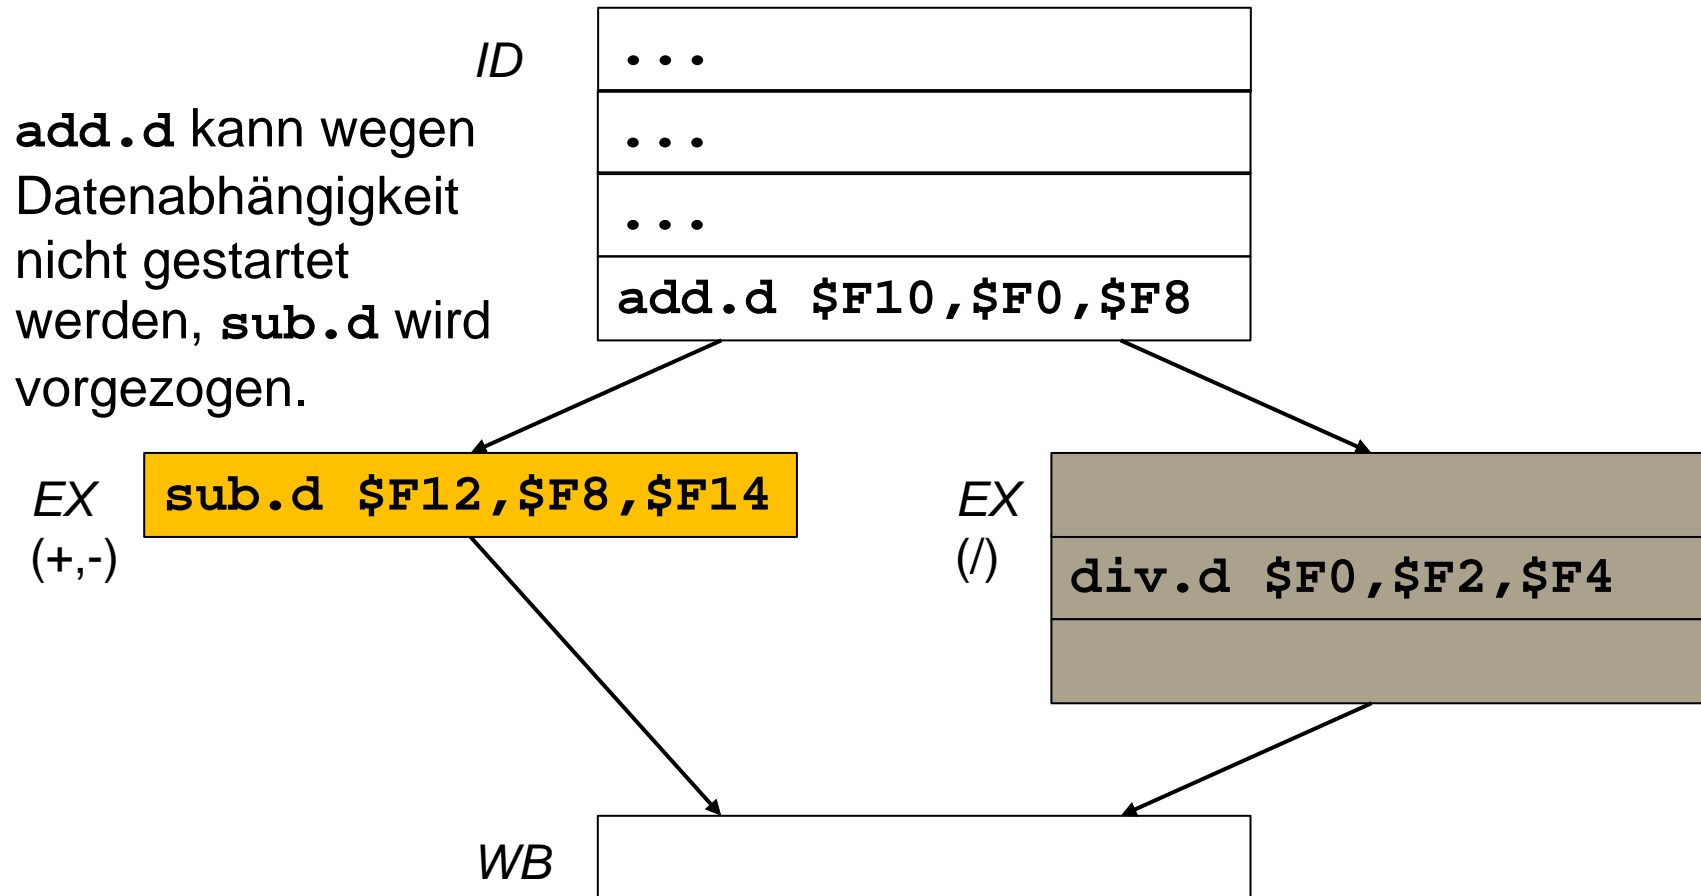 ID
...
...
...
add.d $F10,$F0,$F8
add.d kann wegen
Datenabhängigkeit
nicht gestartet
werden, sub.d wird
vorgezogen.
EX
(+,-)
sub.d $F12,$F8,$F14
EX
(/)
div.d $F0,$F2,$F4
WB